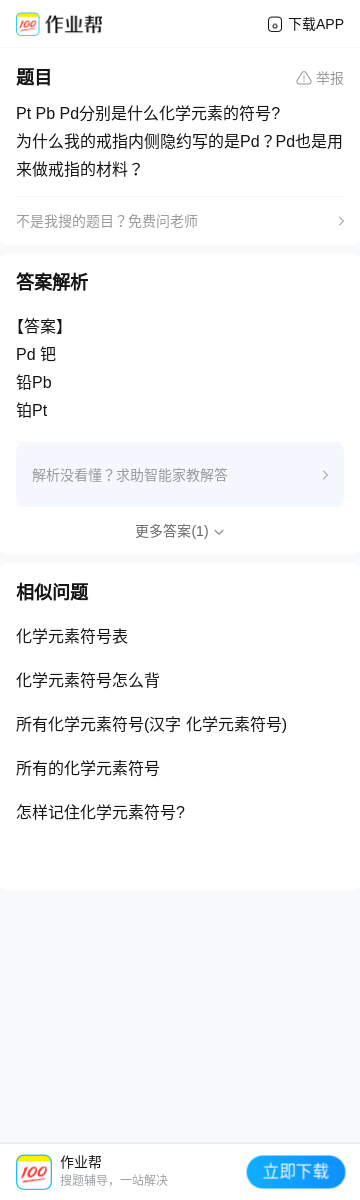 作业帮
下载APP
题目
举报
Pt Pb Pd分别是什么化学元素的符号?
为什么我的戒指内侧隐约写的是Pd？Pd也是用
来做戒指的材料？
不是我搜的题目？免费问老师
答案解析
【答案】
Pd 钯
铅Pb
铂Pt
解析没看懂？求助智能家教解答
更多答案(1)
相似问题
化学元素符号表
化学元素符号怎么背
所有化学元素符号(汉字 化学元素符号)
所有的化学元素符号
怎样记住化学元素符号?
100
作业帮
搜题辅导，一站解决
立即下载